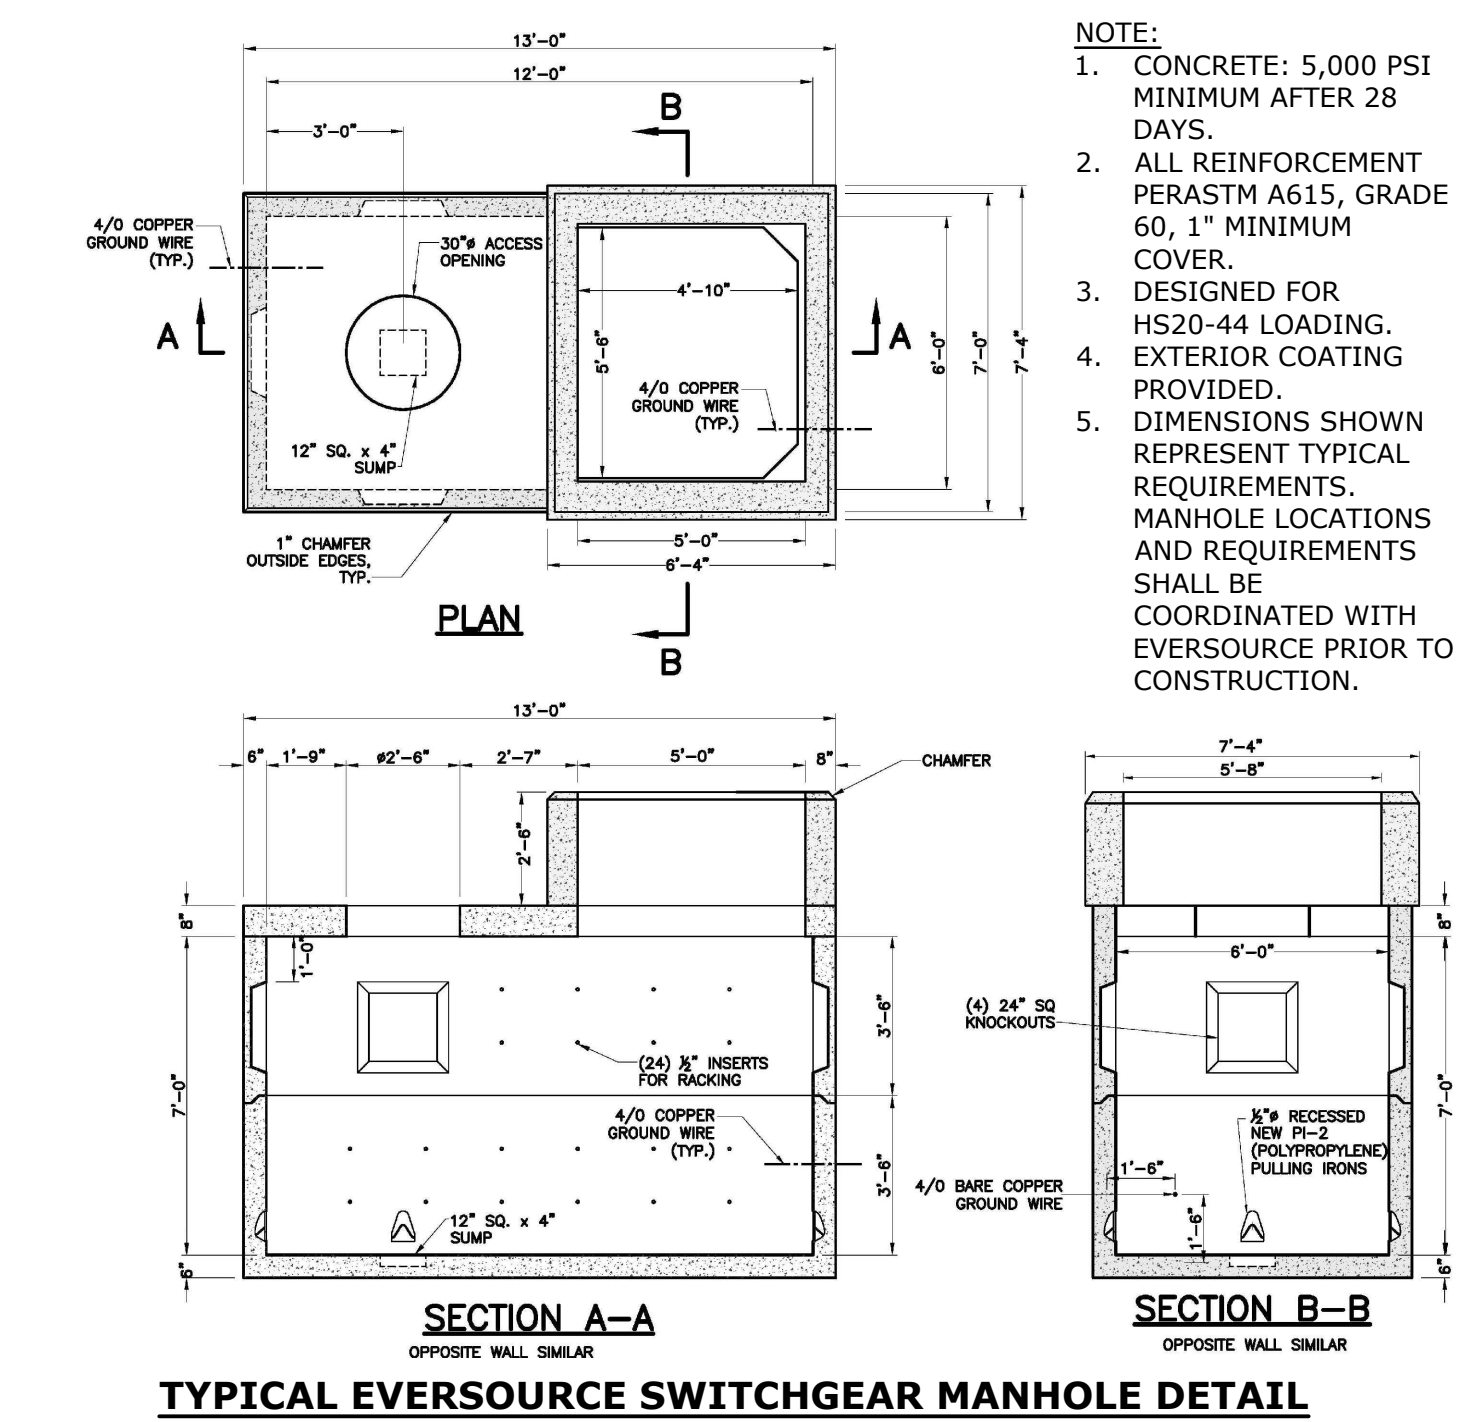 13'-0"
12'-0"
3'-0"
B
4/0 COPPER
GROUND WIRE
(TYP.)
30"ø ACCESS
OPENING
4'-10"
A
A
5'-6"
6'-0"
7'-0"
7'-4"
4/0 COPPER
GROUND WIRE
(TYP.)
12" SQ. x 4"
SUMP
1" CHAMFER
OUTSIDE EDGES,
TYP.
5'-0"
6'-4"
PLAN
B
NOTE:
1. CONCRETE: 5,000 PSI
MINIMUM AFTER 28
DAYS.
2. ALL REINFORCEMENT
PERASTM A615, GRADE
60, 1" MINIMUM
COVER.
3. DESIGNED FOR
HS20-44 LOADING.
4. EXTERIOR COATING
PROVIDED.
5. DIMENSIONS SHOWN
REPRESENT TYPICAL
REQUIREMENTS.
MANHOLE LOCATIONS
AND REQUIREMENTS
SHALL BE
COORDINATED WITH
EVERSOURCE PRIOR TO
CONSTRUCTION.
13'-0"
6" 1'-9" ø2'-6" 2'-7" 5'-0" 8"
CHAMFER
2'-6"
8"
1'-0"
3'-6"
7'-0"
(24) ½" INSERTS
FOR RACKING
4/0 COPPER
GROUND WIRE
(TYP.)
3'-6"
12" SQ. x 4"
SUMP
6"
SECTION A-A
OPPOSITE WALL SIMILAR
7'-4"
5'-8"
8"
6'-0"
(4) 24" SQ
KNOCKOUTS
7'-0"
½"ø RECESSED
NEW PI-2
(POLYPROPYLENE)
PULLING IRONS
1'-6"
4/0 BARE COPPER
GROUND WIRE
1'-6"
6"
SECTION B-B
OPPOSITE WALL SIMILAR
TYPICAL EVERSOURCE SWITCHGEAR MANHOLE DETAIL